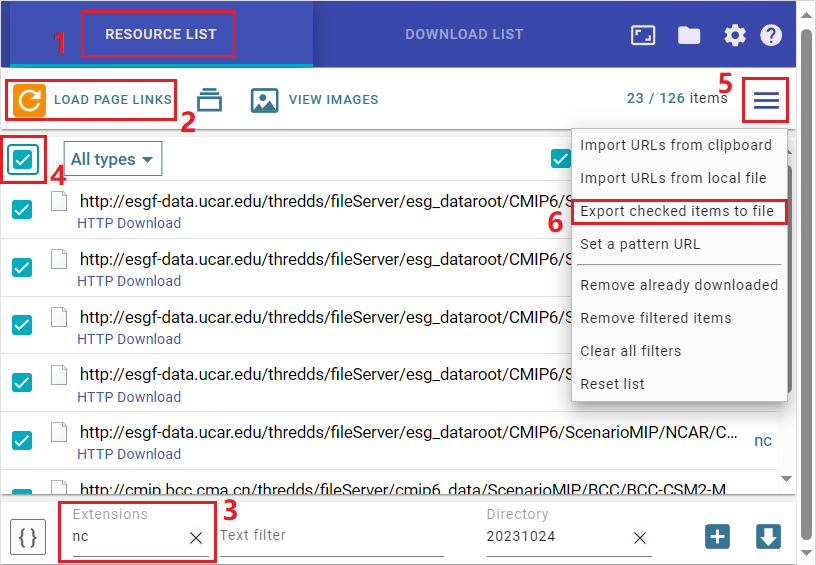 1 RESOURCE LIST DOWNLOAD LIST
LOAD PAGE LINKS 2 VIEW IMAGES 23 / 126 items 5
4 All types
Import URLs from clipboard
Import URLs from local file
6 Export checked items to file
Set a pattern URL
Remove already downloaded
Remove filtered items
Clear all filters
Reset list
http://esgf-data.ucar.edu/thredds/fileServer/esg_dataroot/CMIP6/S
HTTP Download
http://esgf-data.ucar.edu/thredds/fileServer/esg_dataroot/CMIP6/S
HTTP Download
http://esgf-data.ucar.edu/thredds/fileServer/esg_dataroot/CMIP6/S
HTTP Download
http://esgf-data.ucar.edu/thredds/fileServer/esg_dataroot/CMIP6/S
HTTP Download
http://esgf-data.ucar.edu/thredds/fileServer/esg_dataroot/CMIP6/ScenarioMIP/NCAR/C... nc
HTTP Download
http://cmip.bcc.cma.cn/thredds/fileServer/cmip6_data/ScenarioMIP/BCC/BCC-CSM2-M
{ } Extensions 3 Directory
nc Text filter 20231024